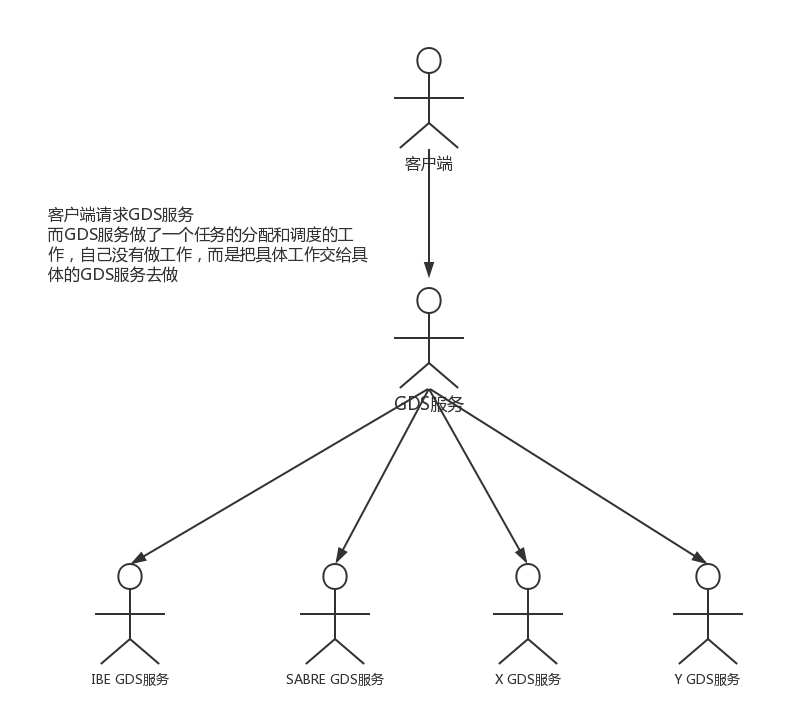 客户端
客户端请求GDS服务
而GDS服务做了一个任务的分配和调度的工
作，自己没有做工作，而是把具体工作交给具
体的GDS服务去做
GDS服务
IBE GDS服务
SABRE GDS服务
X GDS服务
Y GDS服务